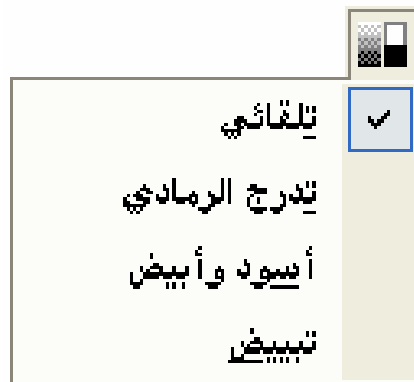 تلقائي
تدرج الرمادي
أسود وأبيض
تبييض